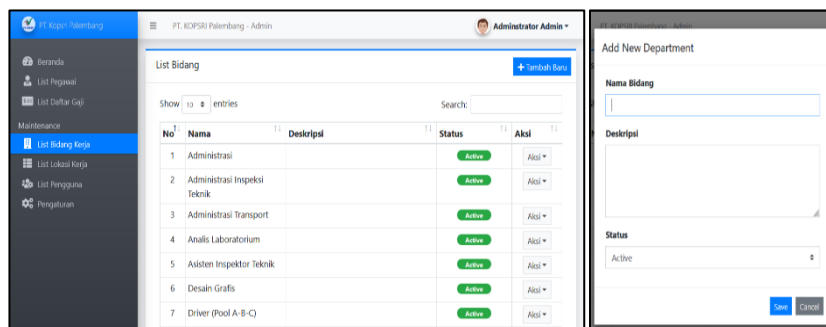 PT. Kopsri Palembang
PT. KOPSRI Palembang - Admin
Adminstrator Admin
Beranda
List Pegawai
List Daftar Gaji
Maintenance
List Bidang Kerja
List Lokasi Kerja
List Pengguna
Pengaturan
List Bidang
+ Tambah Baru
Show 10 entries
Search:
No Nama Deskripsi Status Aksi
1 Administrasi Active Aksi
2 Administrasi Inspeksi Teknik Active Aksi
3 Administrasi Transport Active Aksi
4 Analis Laboratorium Active Aksi
5 Asisten Inspektor Teknik Active Aksi
6 Desain Grafis Active Aksi
7 Driver (Pool A-B-C) Active Aksi
PT. KOPSRI Palembang - Admin
Add New Department
Nama Bidang
Deskripsi
Status
Active
Save Cancel